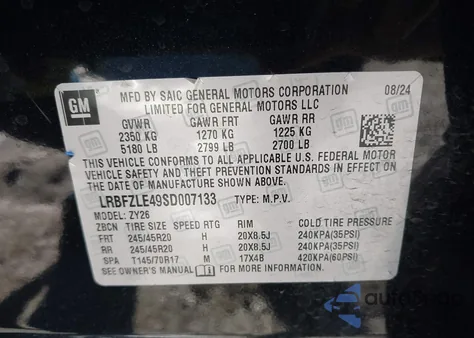 GM
MFD BY SAIC GENERAL MOTORS CORPORATION 08/24
LIMITED FOR GENERAL MOTORS LLC
GVWR GAWR FRT GAWR RR
2350 KG 1270 KG 1225 KG
5180 LB 2799 LB 2700 LB
THIS VEHICLE CONFORMS TO ALL APPLICABLE U.S. FEDERAL MOTOR
VEHICLE SAFETY AND THEFT PREVENTION STANDARDS IN EFFECT ON THE
DATE OF MANUFACTURE SHOWN ABOVE.
LRBFZLE49SD007133 TYPE: M.P.V.
MODEL: ZY26
ZBCN TIRE SIZE SPEED RTG RIM COLD TIRE PRESSURE
FRT 245/45R20 H 20X8.5J 240KPA(35PSI)
RR 245/45R20 H 20X8.5J 240KPA(35PSI)
SPA T145/70R17 M 17X4B 420KPA(60PSI)
SEE OWNER'S MANUAL FOR MORE INFORMATION